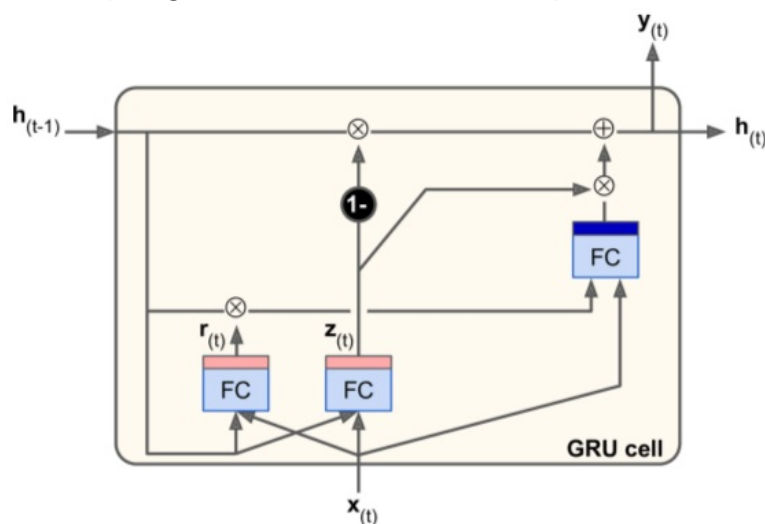 y(t)
h(t-1)
⊗
+
h(t)
⊗
1-
FC
⊗
r(t)
z(t)
FC
FC
GRU cell
x(t)